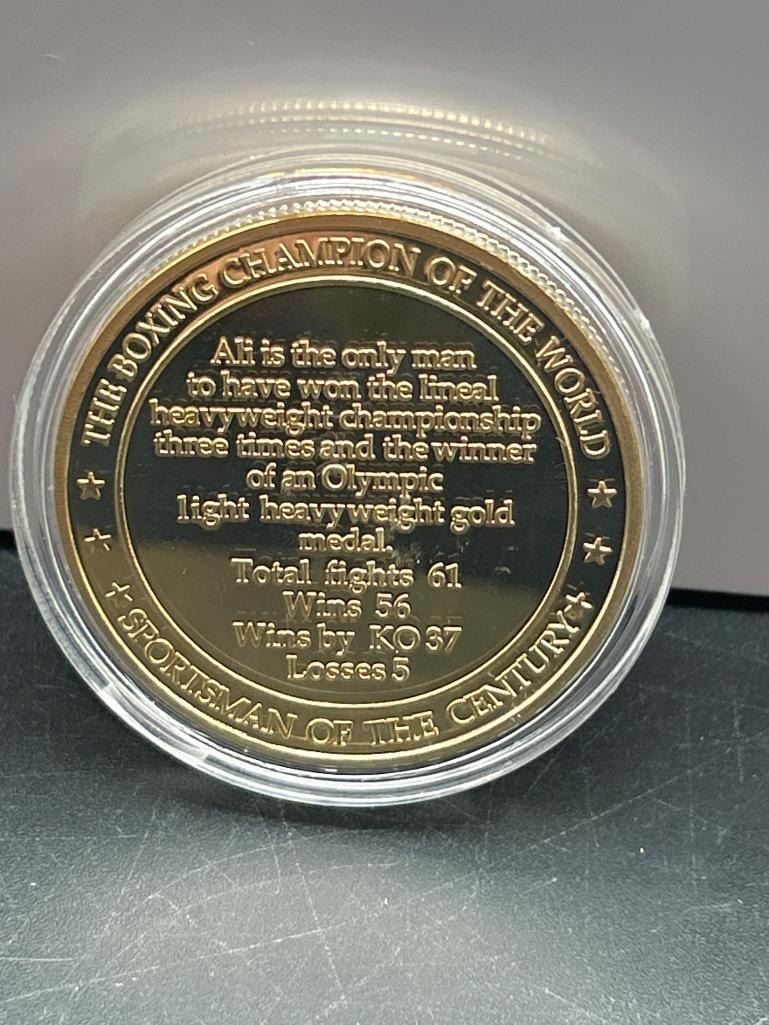 THE BOXING CHAMPION OF THE WORLD
Ali is the only man
to have won the lineal
heavyweight championship
three times and the winner
of an Olympic
light heavyweight gold
medal.
Total fights 61
Wins 56
Wins by KO 37
Losses 5
SPORTSMAN OF THE CENTURY